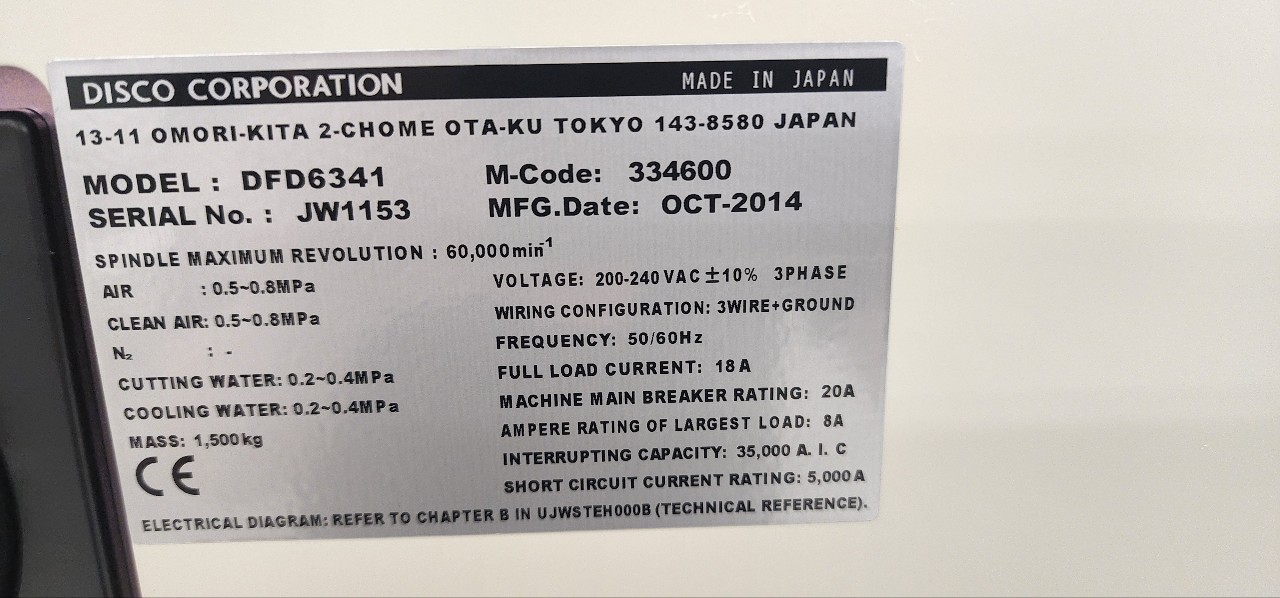 DISCO CORPORATION MADE IN JAPAN
13-11 OMORI-KITA 2-CHOME OTA-KU TOKYO 143-8580 JAPAN
MODEL : DFD6341 M-Code: 334600
SERIAL No. : JW1153 MFG.Date: OCT-2014
SPINDLE MAXIMUM REVOLUTION : 60,000min⁻¹
AIR : 0.5~0.8MPa
CLEAN AIR: 0.5~0.8MPa
N₂ : -
CUTTING WATER: 0.2~0.4MPa
COOLING WATER: 0.2~0.4MPa
MASS: 1,500kg
CE
VOLTAGE: 200-240 VAC ±10% 3PHASE
WIRING CONFIGURATION: 3WIRE+GROUND
FREQUENCY: 50/60Hz
FULL LOAD CURRENT: 18A
MACHINE MAIN BREAKER RATING: 20A
AMPERE RATING OF LARGEST LOAD: 8A
INTERRUPTING CAPACITY: 35,000 A. I. C
SHORT CIRCUIT CURRENT RATING: 5,000A
ELECTRICAL DIAGRAM: REFER TO CHAPTER B IN UJWSTEH000B (TECHNICAL REFERENCE).